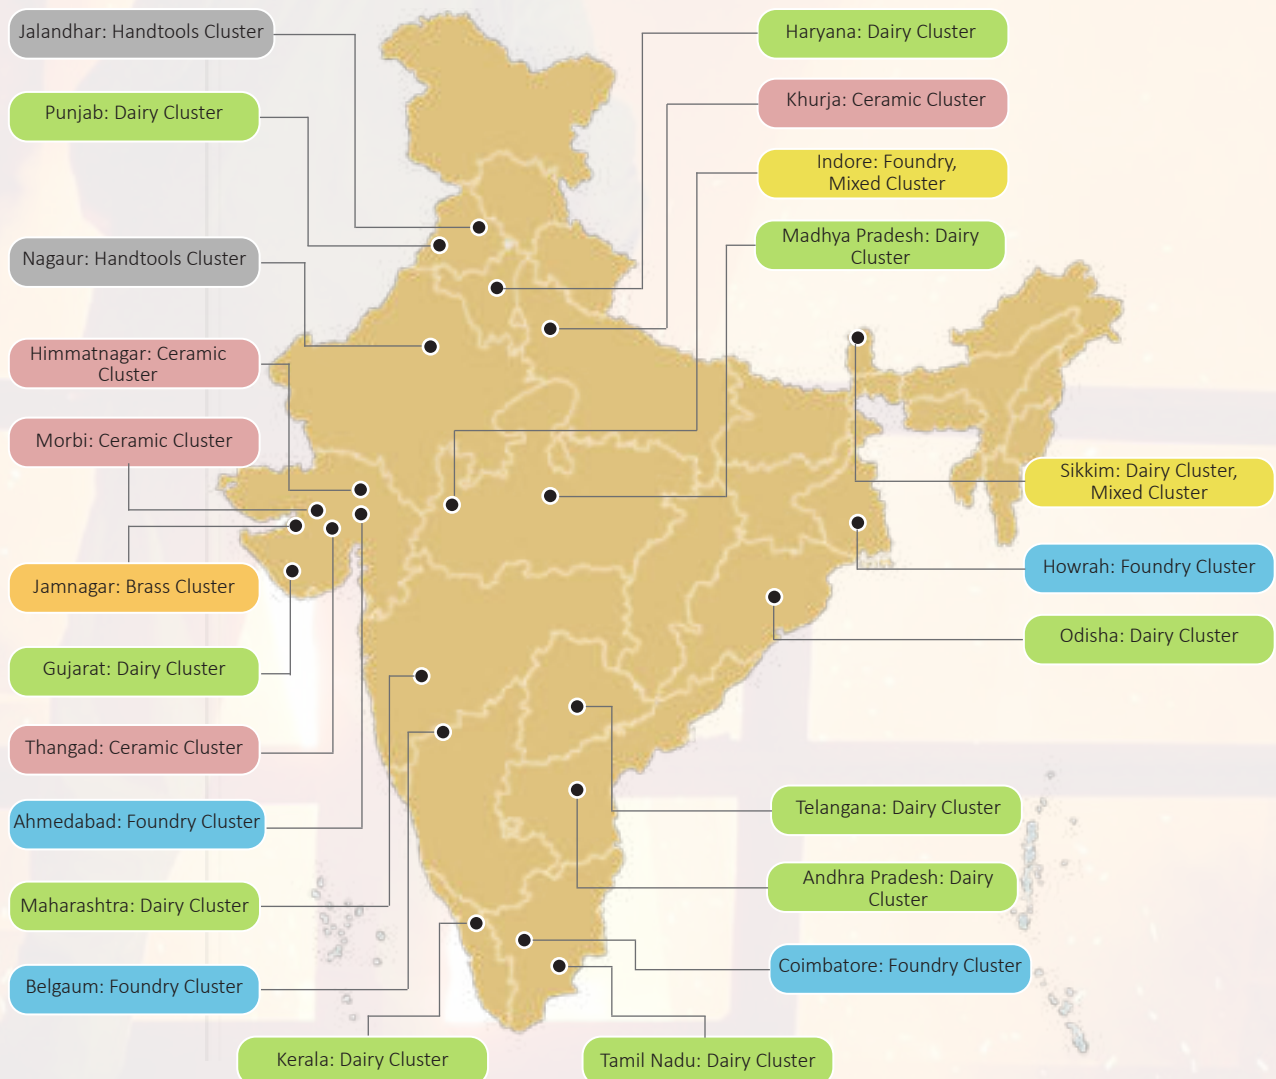 Jalandhar: Handtools Cluster
Punjab: Dairy Cluster
Nagaur: Handtools Cluster
Himmatnagar: Ceramic
Cluster
Morbi: Ceramic Cluster
Jamnagar: Brass Cluster
Gujarat: Dairy Cluster
Thangad: Ceramic Cluster
Ahmedabad: Foundry Cluster
Maharashtra: Dairy Cluster
Belgaum: Foundry Cluster
Kerala: Dairy Cluster
Tamil Nadu: Dairy Cluster
Haryana: Dairy Cluster
Khurja: Ceramic Cluster
Indore: Foundry,
Mixed Cluster
Madhya Pradesh: Dairy
Cluster
Sikkim: Dairy Cluster,
Mixed Cluster
Howrah: Foundry Cluster
Odisha: Dairy Cluster
Telangana: Dairy Cluster
Andhra Pradesh: Dairy
Cluster
Coimbatore: Foundry Cluster